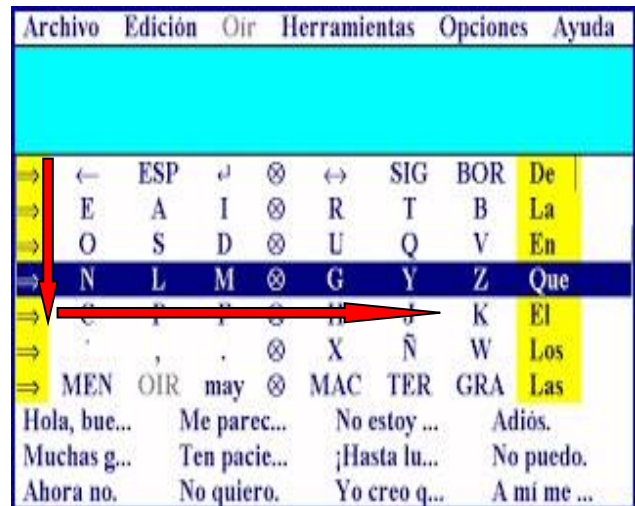 Archivo Edición Oir Herramientas Opciones Ayuda
⇒ ← ESP ↵ ⊗ ↔ SIG BOR De
⇒ E A I ⊗ R T B La
⇒ O S D ⊗ U Q V En
⇒ N L M ⊗ G Y Z Que
⇒ K El
⇒ , . ⊗ X Ñ W Los
⇒ MEN OIR may ⊗ MAC TER GRA Las
Hola, bue... Me parec... No estoy ... Adiós.
Muchas g... Ten pacie... ¡Hasta lu... No puedo.
Ahora no. No quiero. Yo creo q... A mí me ...